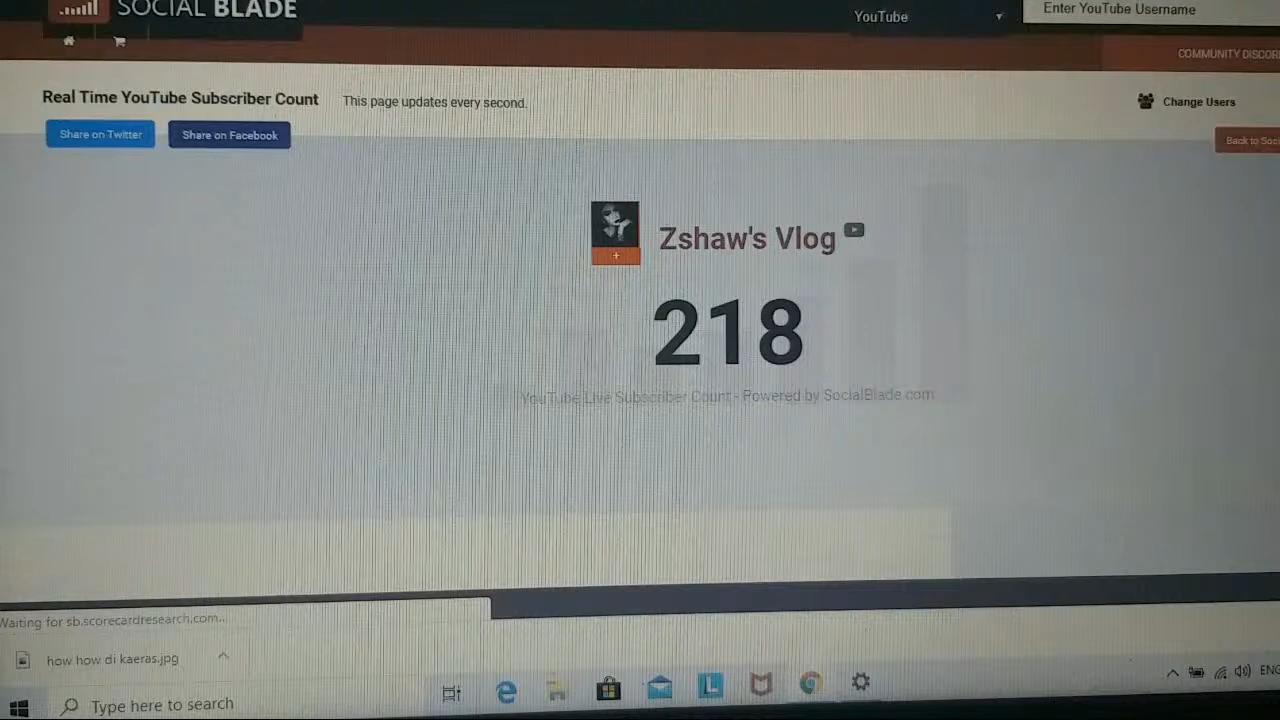 SOCIAL BLADE
YouTube
Enter YouTube Username
COMMUNITY DISCOR
Real Time YouTube Subscriber Count
This page updates every second.
Change Users
Share on Twitter
Share on Facebook
Back to Soci
Zshaw's Vlog
218
YouTube Live Subscriber Count - Powered by SocialBlade.com
Waiting for sb.scorecardresearch.com...
how how di kaeras.jpg
Type here to search
ENG